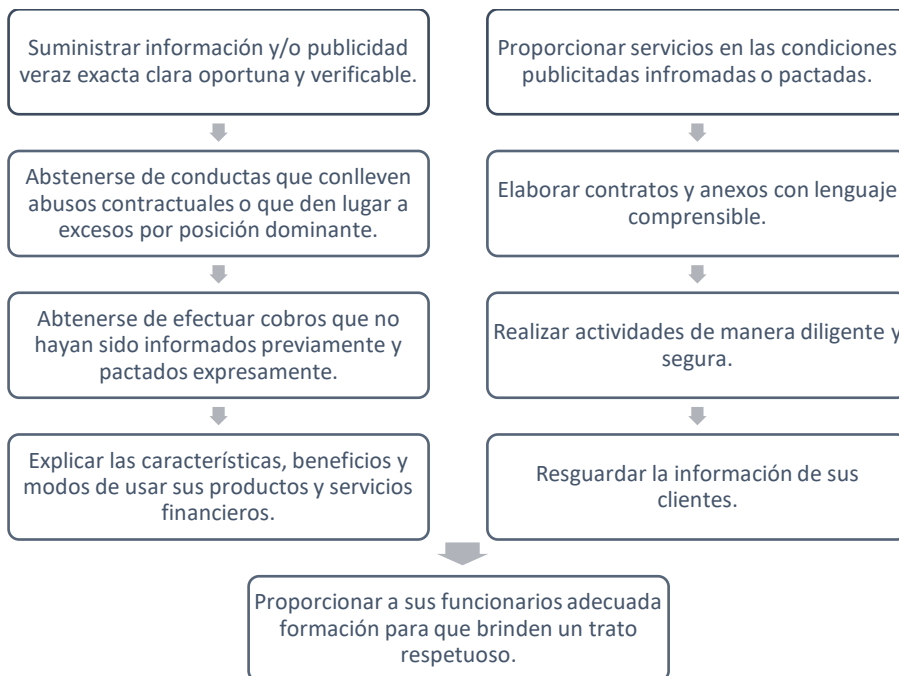 Suministrar información y/o publicidad
veraz exacta clara oportuna y verificable.
Abstenerse de conductas que conlleven
abusos contractuales o que den lugar a
excesos por posición dominante.
Abtenerse de efectuar cobros que no
hayan sido informados previamente y
pactados expresamente.
Explicar las características, beneficios y
modos de usar sus productos y servicios
financieros.
Proporcionar servicios en las condiciones
publicitadas infromadas o pactadas.
Elaborar contratos y anexos con lenguaje
comprensible.
Realizar actividades de manera diligente y
segura.
Resguardar la información de sus
clientes.
Proporcionar a sus funcionarios adecuada
formación para que brinden un trato
respetuoso.